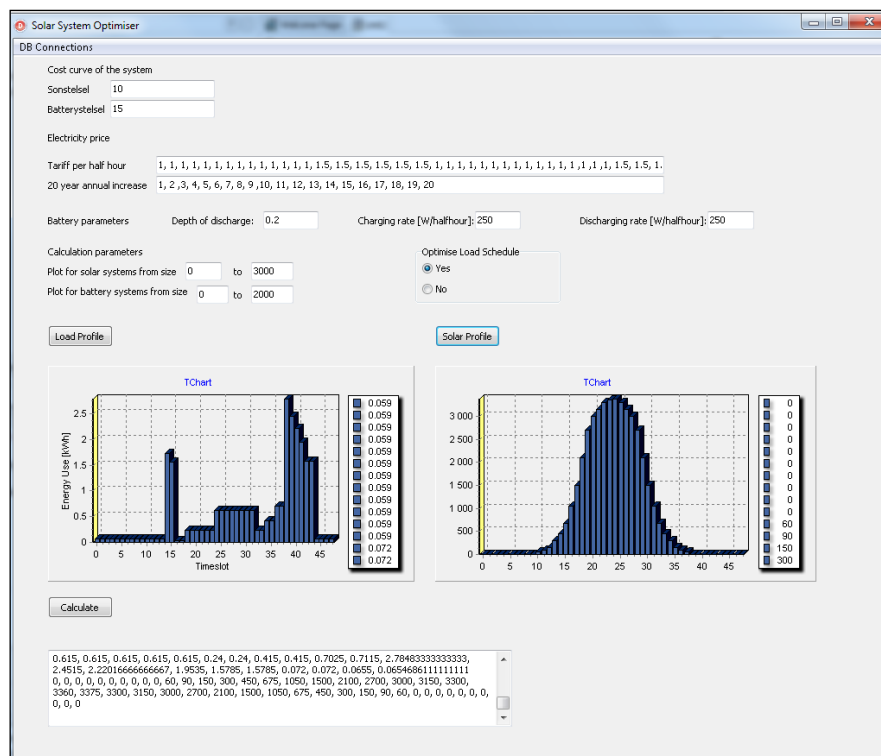 Solar System Optimiser
DB Connections
Cost curve of the system
Sonstelsel 10
Batterystelsel 15
Electricity price
Tariff per half hour 1, 1, 1, 1, 1, 1, 1, 1, 1, 1, 1, 1, 1, 1, 1.5, 1.5, 1.5, 1.5, 1.5, 1.5, 1, 1, 1, 1, 1, 1, 1, 1, 1, 1, 1, 1, 1 ,1 ,1 ,1, 1.5, 1.5, 1.
20 year annual increase 1, 2 ,3, 4, 5, 6, 7, 8, 9 ,10, 11, 12, 13, 14, 15, 16, 17, 18, 19, 20
Battery parameters Depth of discharge: 0.2 Charging rate [W/halfhour]: 250 Discharging rate [W/halfhour]: 250
Calculation parameters Optimise Load Schedule
Plot for solar systems from size 0 to 3000 Yes
Plot for battery systems from size 0 to 2000 No
Load Profile Solar Profile
TChart
Energy Use [kWh]
2.5
2
1.5
1
0.5
0
0 5 10 15 20 25 30 35 40 45
Timeslot
0.059
0.059
0.059
0.059
0.059
0.059
0.059
0.059
0.059
0.059
0.059
0.059
0.072
0.072
TChart
3 000
2 500
2 000
1 500
1 000
500
0
0 5 10 15 20 25 30 35 40 45
0
0
0
0
0
0
0
0
0
0
60
90
150
300
Calculate
0.615, 0.615, 0.615, 0.615, 0.615, 0.24, 0.24, 0.415, 0.415, 0.7025, 0.7115, 2.78483333333333,
2.4515, 2.22016666666667, 1.9535, 1.5785, 1.5785, 0.072, 0.072, 0.0655, 0.0654686111111111
0, 0, 0, 0, 0, 0, 0, 0, 0, 0, 60, 90, 150, 300, 450, 675, 1050, 1500, 2100, 2700, 3000, 3150, 3300,
3360, 3375, 3300, 3150, 3000, 2700, 2100, 1500, 1050, 675, 450, 300, 150, 90, 60, 0, 0, 0, 0, 0, 0, 0,
0, 0, 0